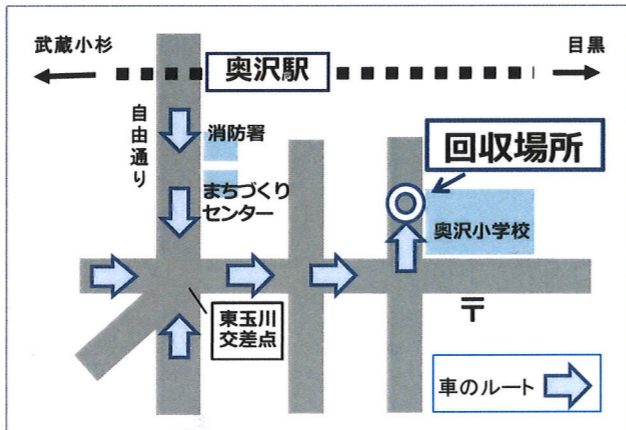 武蔵小杉
目黒
奥沢駅
自由通り
消防署
まちづくり
センター
回収場所
奥沢小学校
東玉川
交差点
〒
車のルート